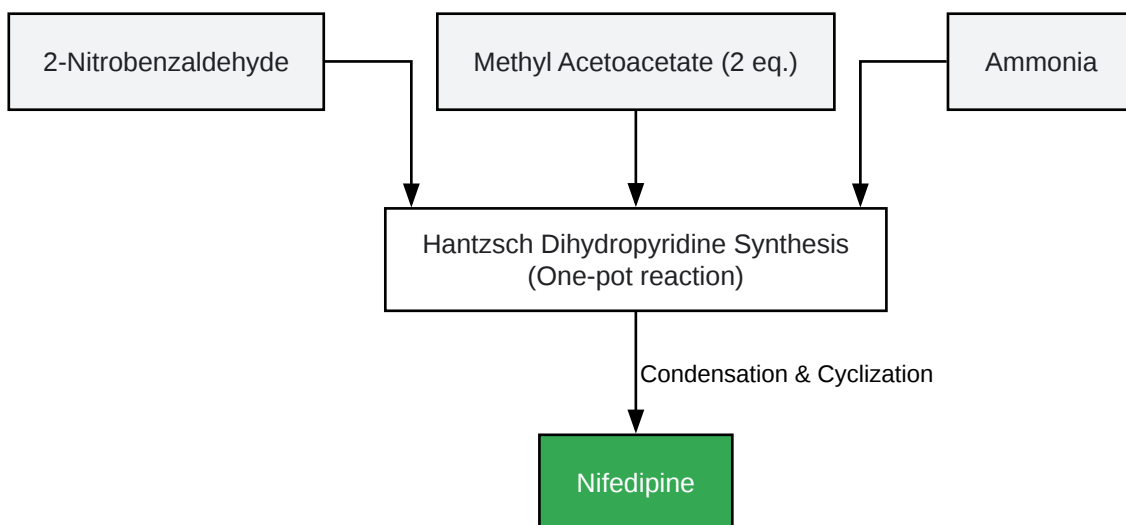 2-Nitrobenzaldehyde
Methyl Acetoacetate (2 eq.)
Ammonia
Hantzsch Dihydropyridine Synthesis
(One-pot reaction)
Condensation & Cyclization
Nifedipine